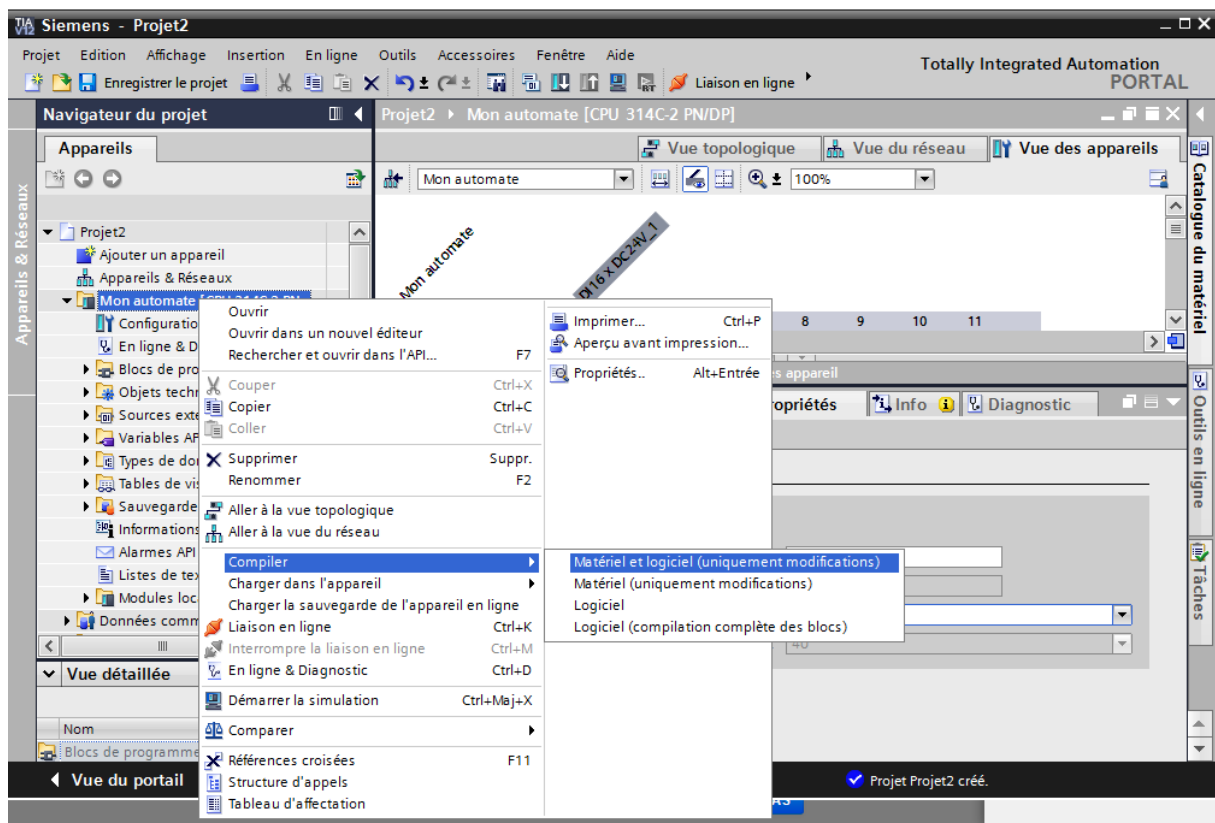 Siemens - Projet2
Projet Edition Affichage Insertion En ligne Outils Accessoires Fenêtre Aide
Totally Integrated Automation
PORTAL
Enregistrer le projet Liaison en ligne
Navigateur du projet
Projet2 Mon automate [CPU 314C-2 PN/DP]
Appareils
Vue topologique Vue du réseau Vue des appareils
Mon automate 100%
Appareils & Réseaux
Projet2
Ajouter un appareil
Appareils & Réseaux
Mon automate [CPU 314C-2 PN
Configuratio
En ligne & D
Blocs de pro
Objets techn
Sources exte
Variables AP
Types de do
Tables de vis
Sauvegarde
Informations
Alarmes API
Listes de tex
Modules loc
Données comm
Vue détaillée
Nom
Blocs de programme
Vue du portail
Mon automate
DI16 x DC24V_1
8 9 10 11
Ouvrir
Ouvrir dans un nouvel éditeur
Rechercher et ouvrir dans l'API... F7
Couper Ctrl+X
Copier Ctrl+C
Coller Ctrl+V
Supprimer Suppr.
Renommer F2
Aller à la vue topologique
Aller à la vue du réseau
Compiler
Charger dans l'appareil
Charger la sauvegarde de l'appareil en ligne
Liaison en ligne Ctrl+K
Interrompre la liaison en ligne Ctrl+M
En ligne & Diagnostic Ctrl+D
Démarrer la simulation Ctrl+Maj+X
Comparer
Références croisées F11
Structure d'appels
Tableau d'affectation
Imprimer... Ctrl+P
Aperçu avant impression...
Propriétés.. Alt+Entrée
s appareil
opriétés Info Diagnostic
Matériel et logiciel (uniquement modifications)
Matériel (uniquement modifications)
Logiciel
Logiciel (compilation complète des blocs)
40
Projet Projet2 créé.
Catalogue du matériel
Outils en ligne
Tâches